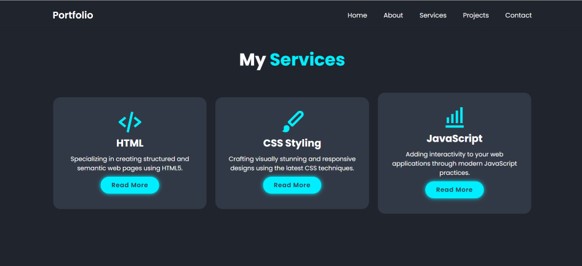 Portfolio
Home About Services Projects Contact
My Services
HTML
Specializing in creating structured and
semantic web pages using HTML5.
Read More
CSS Styling
Crafting visually stunning and responsive
designs using the latest CSS techniques.
Read More
JavaScript
Adding interactivity to your web
applications through modern JavaScript
practices.
Read More